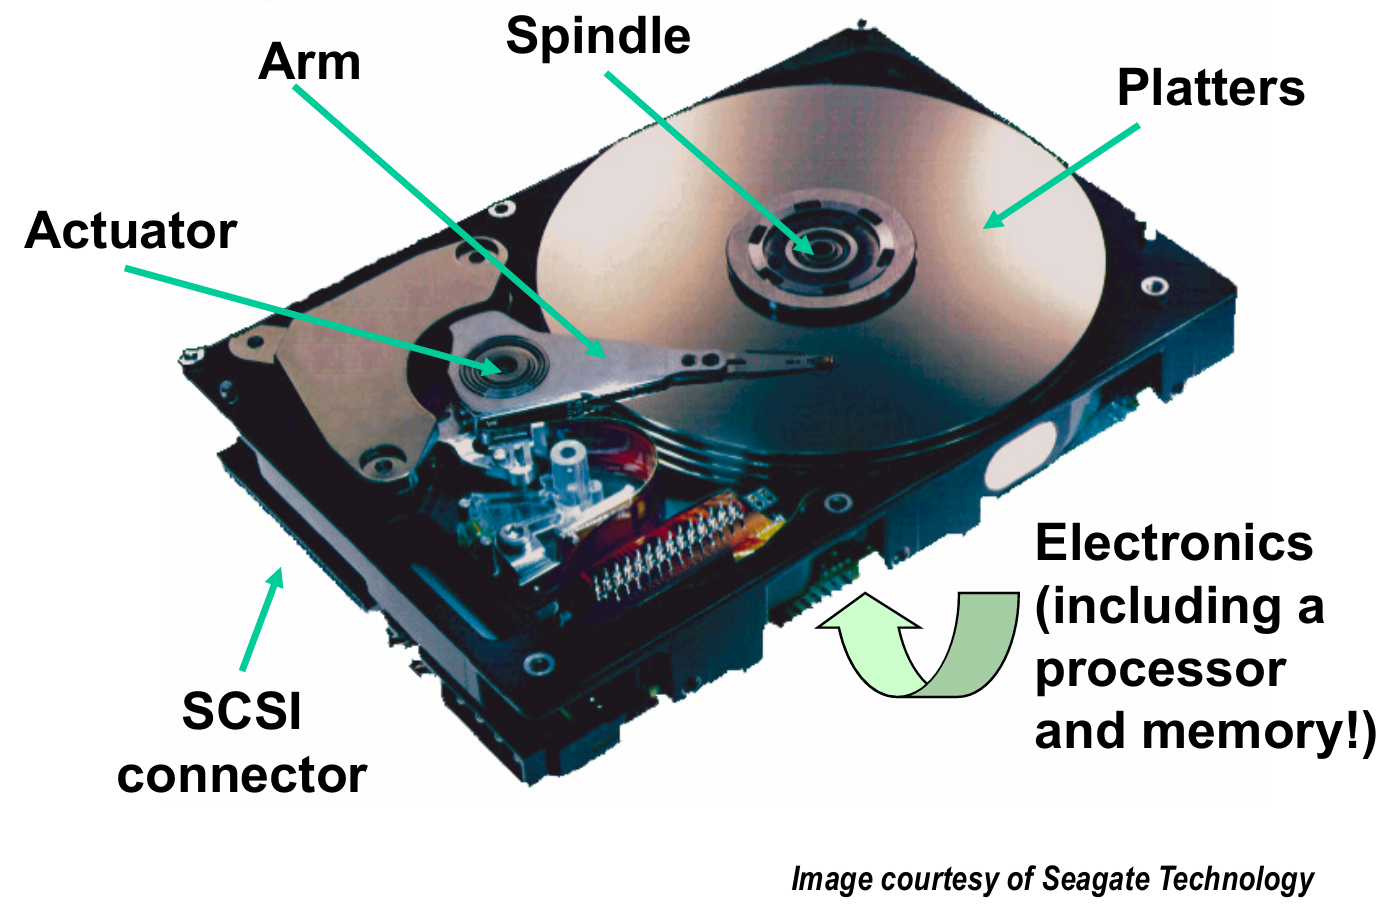 Spindle
Arm
Platters
Actuator
Electronics
(including a
processor
and memory!)
SCSI
connector
Image courtesy of Seagate Technology